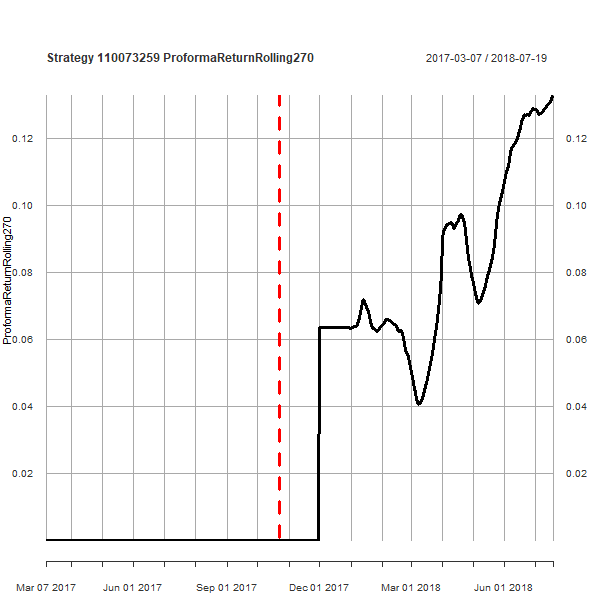 Strategy 110073259 ProformaReturnRolling270
2017-03-07 / 2018-07-19
ProformaReturnRolling270
0.12 0.12
0.10 0.10
0.08 0.08
0.06 0.06
0.04 0.04
0.02 0.02
Mar 07 2017 Jun 01 2017 Sep 01 2017 Dec 01 2017 Mar 01 2018 Jun 01 2018